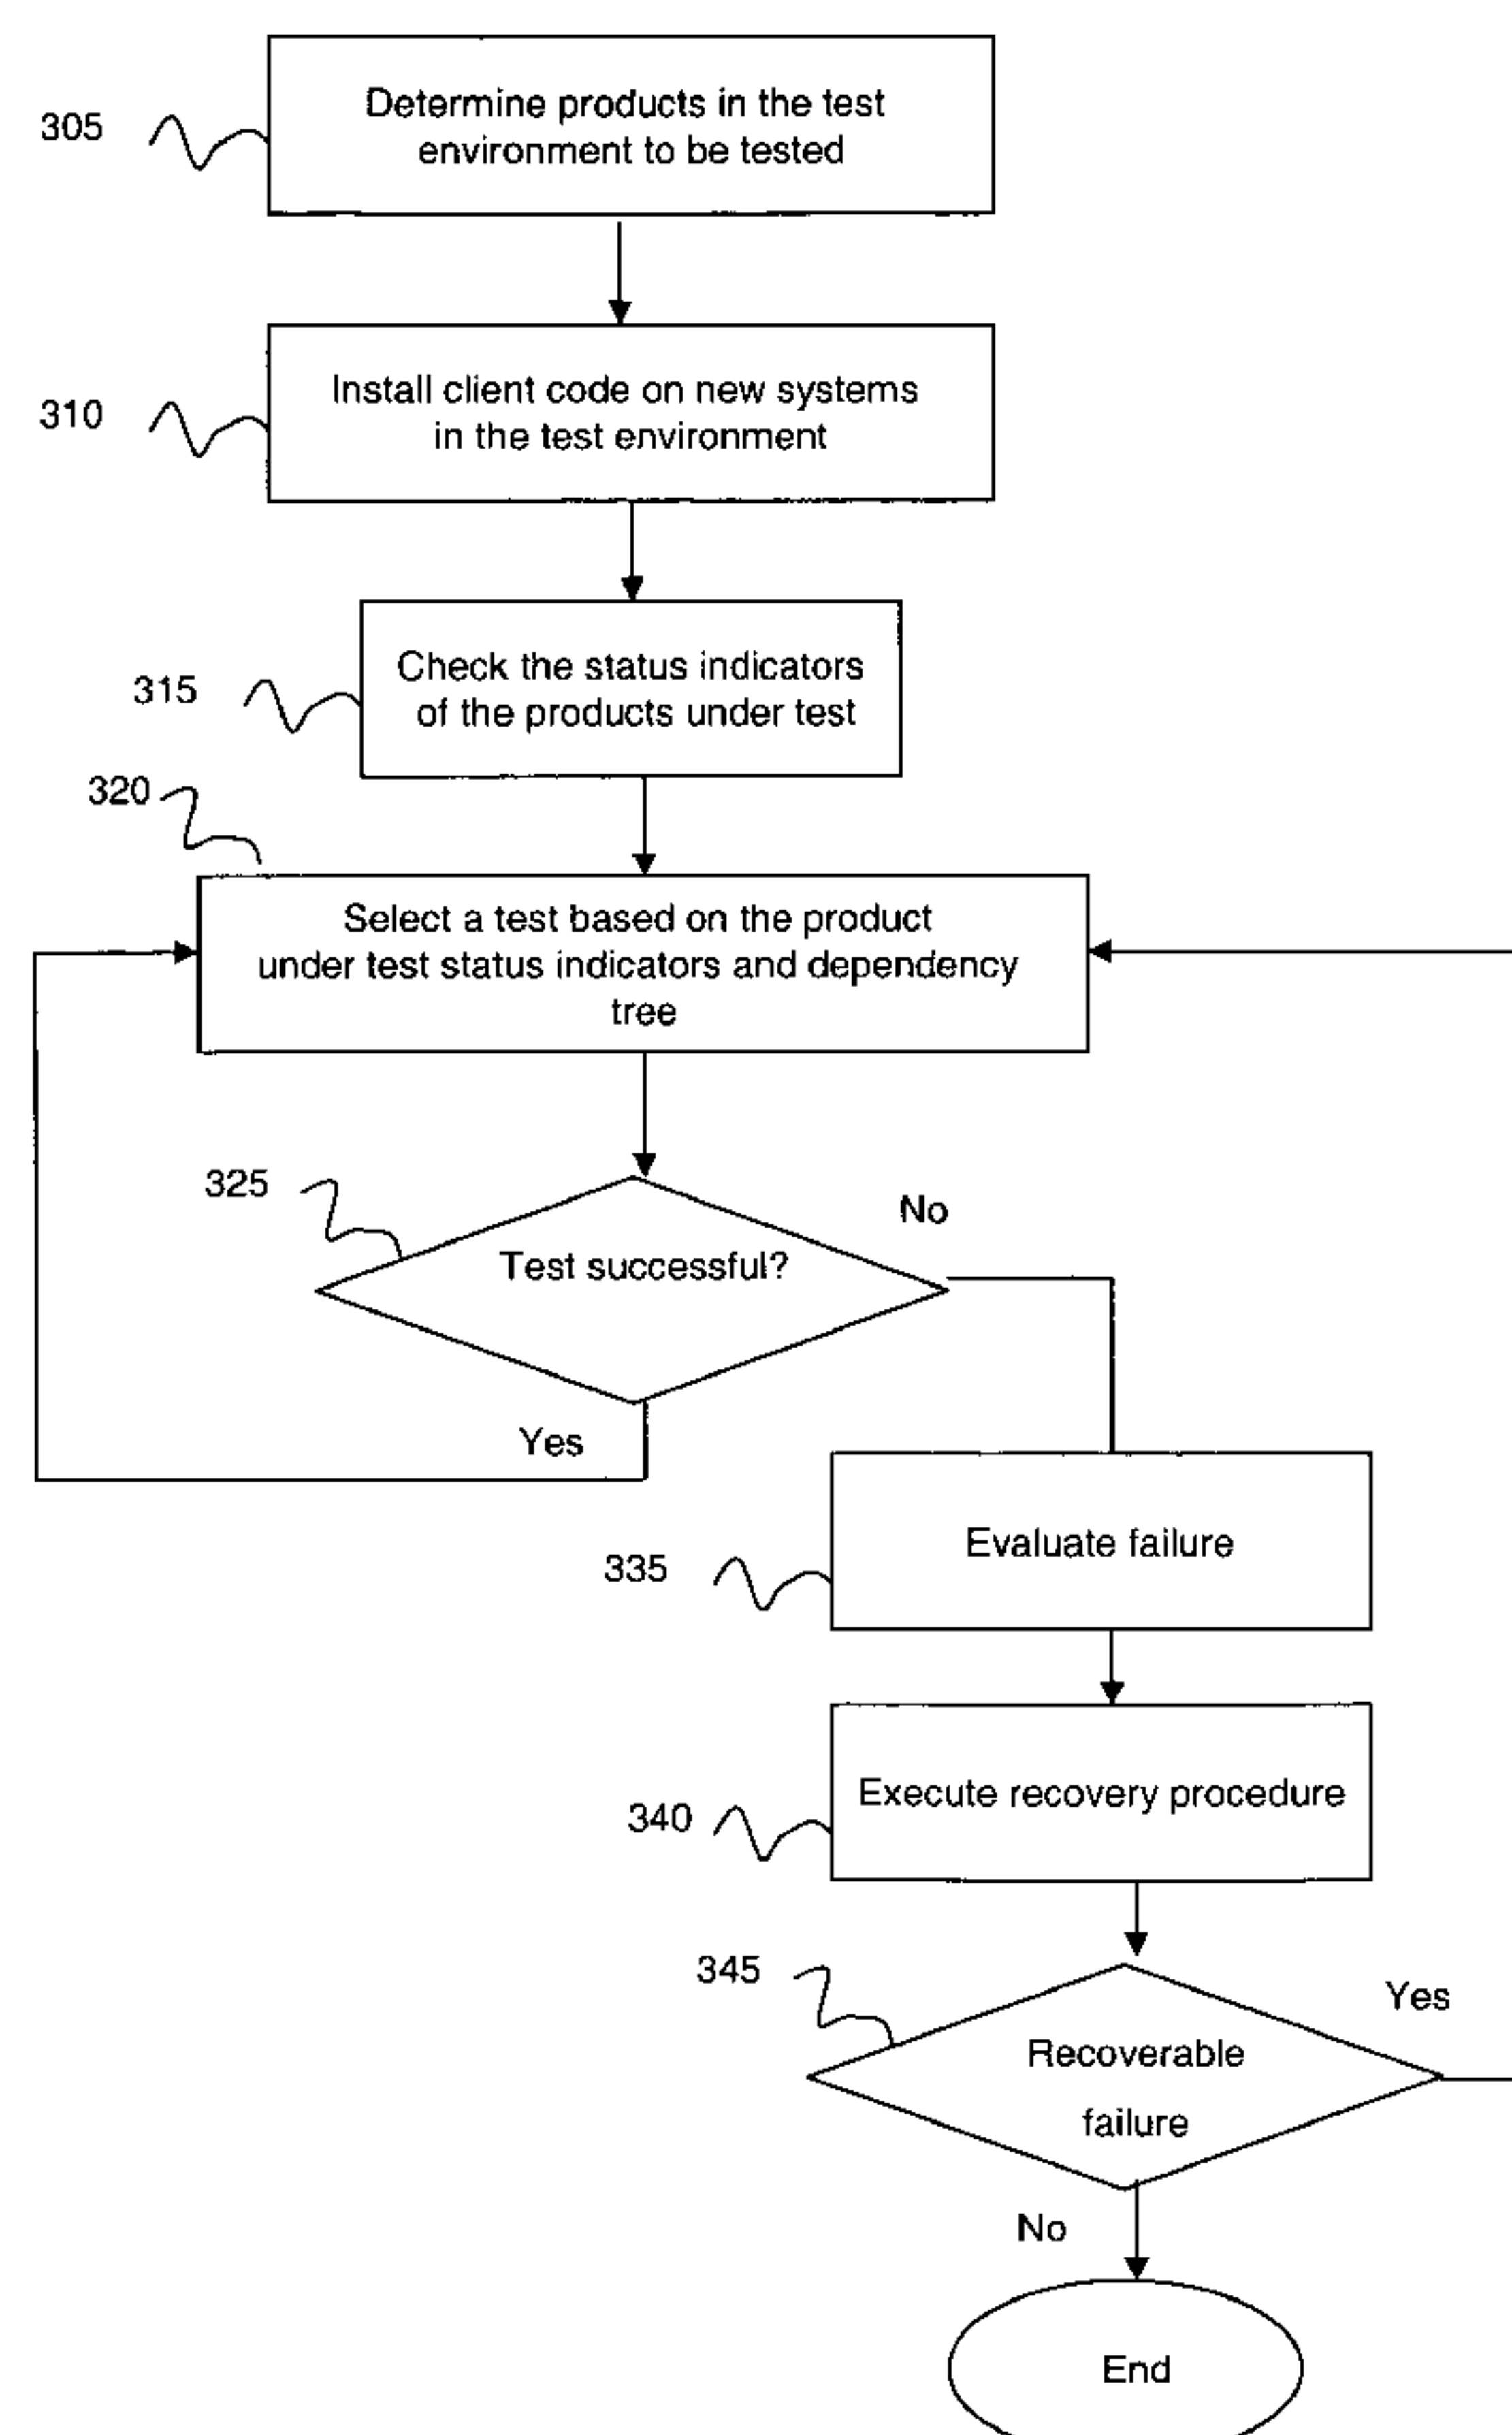 305
Determine products in the test
environment to be tested
310
Install client code on new systems
in the test environment
315
Check the status indicators
of the products under test
320
Select a test based on the product
under test status indicators and dependency
tree
325
Test successful?
No
Yes
335
Evaluate failure
340
Execute recovery procedure
345
Recoverable
failure
Yes
No
End